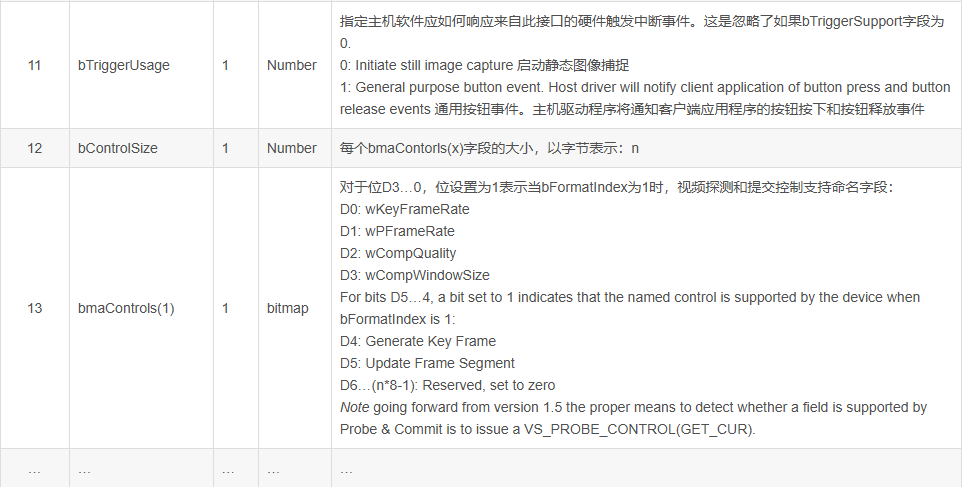 指定主机软件应如何响应来自此接口的硬件触发中断事件。这是忽略了如果bTriggerSupport字段为
0.
11 bTriggerUsage 1 Number
0: Initiate still image capture 启动静态图像捕捉
1: General purpose button event. Host driver will notify client application of button press and button
release events 通用按钮事件。主机驱动程序将通知客户端应用程序的按钮按下和按钮释放事件
12 bControlSize 1 Number 每个bmaContorls(x)字段的大小，以字节表示：n
对于位D3…0，位设置为1表示当bFormatIndex为1时，视频探测和提交控制支持命名字段：
D0: wKeyFrameRate
D1: wPFrameRate
D2: wCompQuality
D3: wCompWindowSize
For bits D5…4, a bit set to 1 indicates that the named control is supported by the device when
13 bmaControls(1) 1 bitmap
bFormatIndex is 1:
D4: Generate Key Frame
D5: Update Frame Segment
D6…(n*8-1): Reserved, set to zero
Note going forward from version 1.5 the proper means to detect whether a field is supported by
Probe & Commit is to issue a VS_PROBE_CONTROL(GET_CUR).
… … … … …